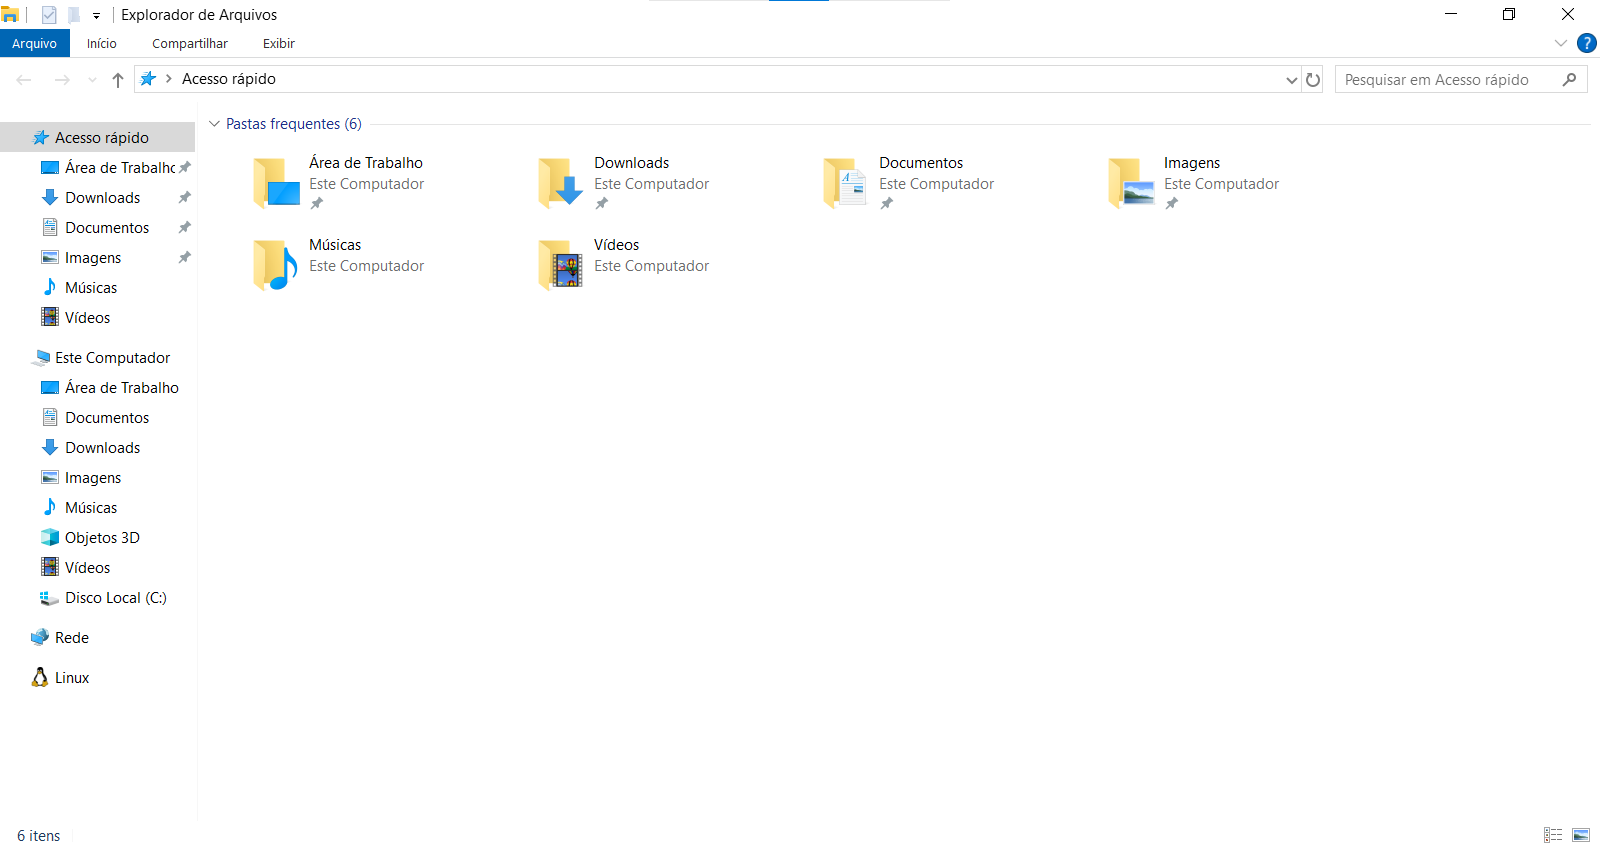 Explorador de Arquivos
Arquivo Início Compartilhar Exibir
?
Acesso rápido
Pesquisar em Acesso rápido
Acesso rápido
Área de Trabalho
Downloads
Documentos
Imagens
Músicas
Vídeos
Este Computador
Área de Trabalho
Documentos
Downloads
Imagens
Músicas
Objetos 3D
Vídeos
Disco Local (C:)
Rede
Linux
Pastas frequentes (6)
Área de Trabalho
Este Computador
Downloads
Este Computador
Documentos
Este Computador
Imagens
Este Computador
Músicas
Este Computador
Vídeos
Este Computador
6 itens